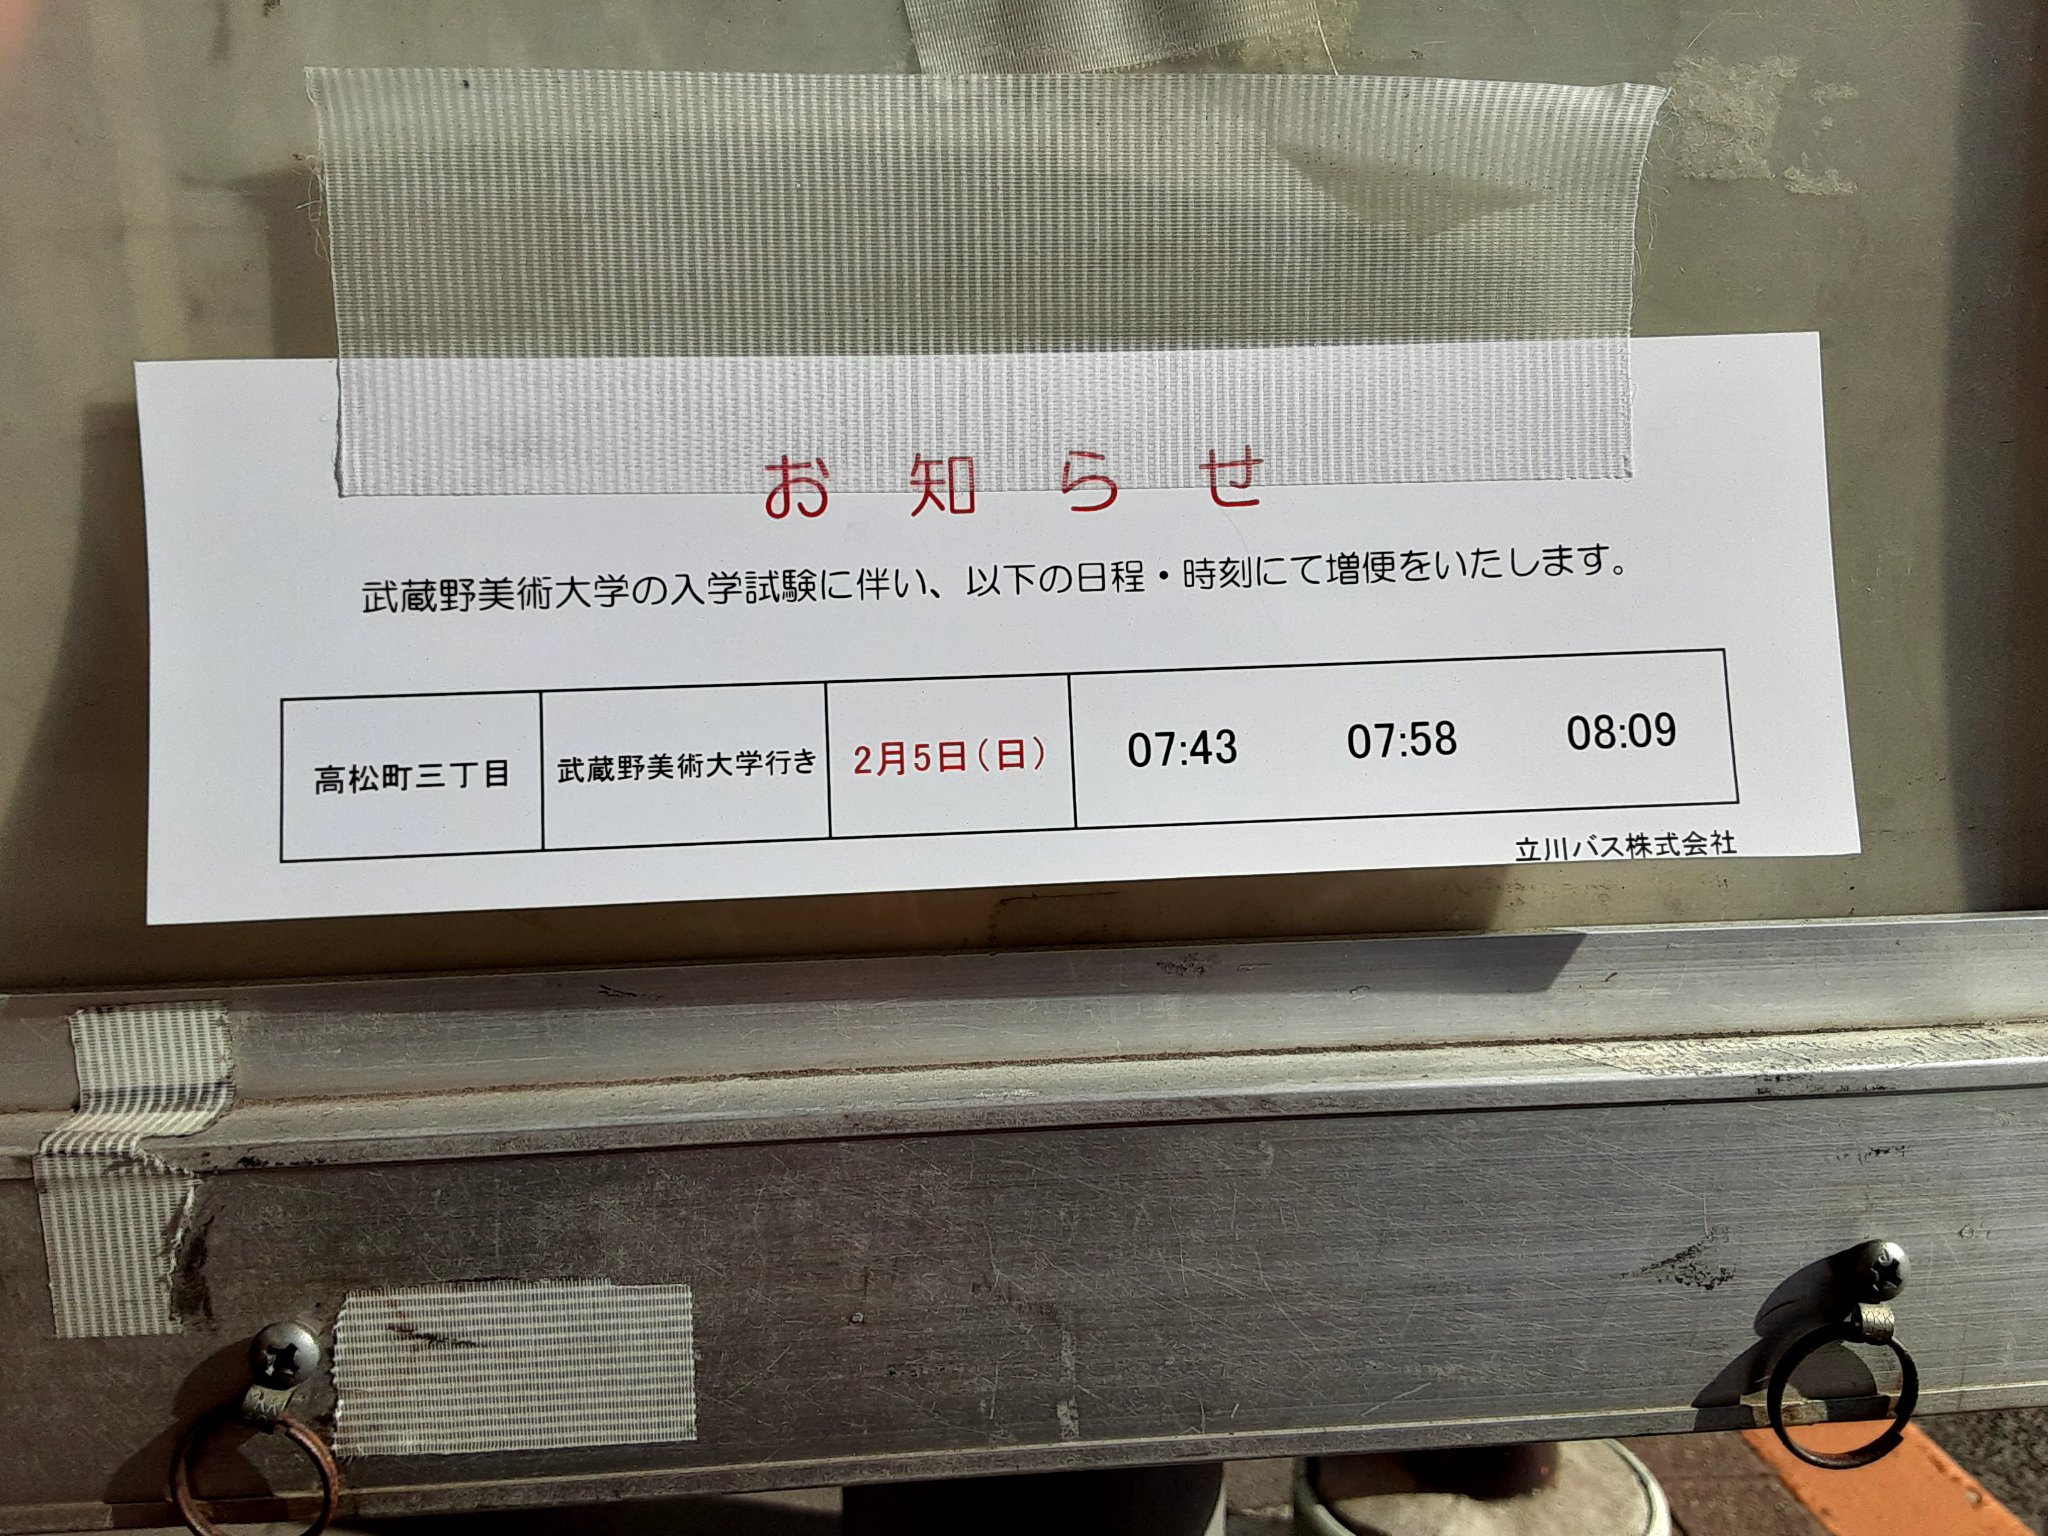 お知らせ
武蔵野美術大学の入学試験に伴い、以下の日程・時刻にて増便をいたします。
高松町三丁目 武蔵野美術大学行き 2月5日（日） 07:43 07:58 08:09
立川バス株式会社